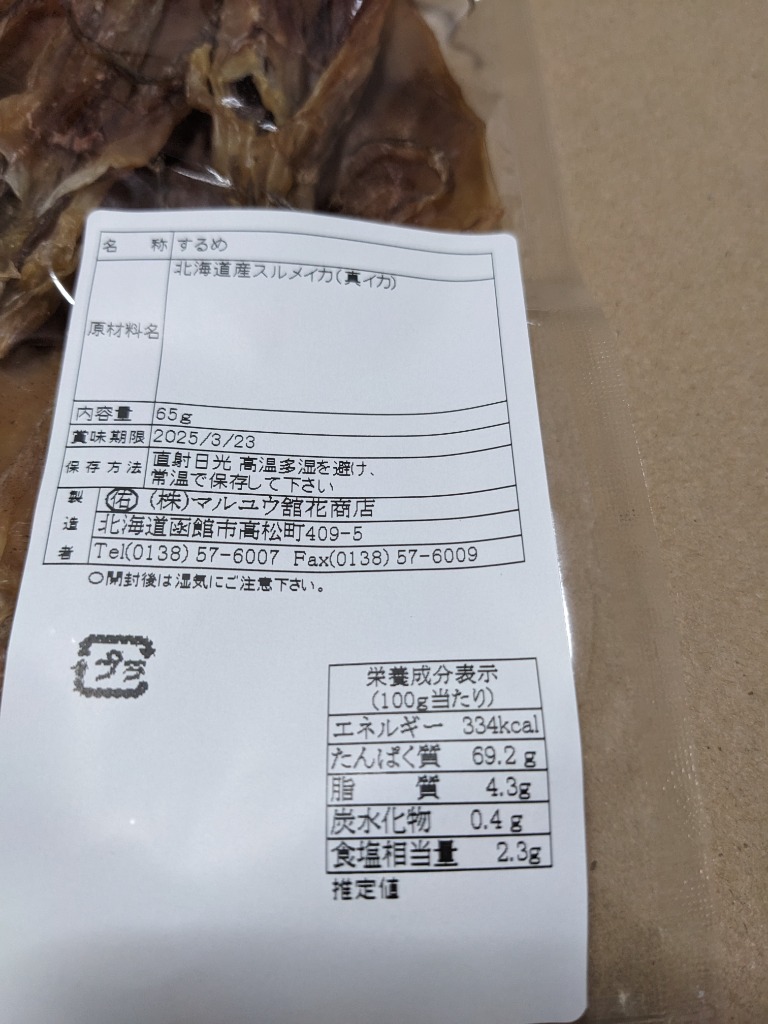 名 称 するめ
原材料名 北海道産スルメイカ(真イカ)
内容量 65g
賞味期限 2025/3/23
保存方法 直射日光 高温多湿を避け、
常温で保存して下さい
製造者 ㊨ (株)マルユウ舘花商店
北海道函館市高松町409-5
Tel(0138)57-6007 Fax(0138)57-6009
○開封後は湿気にご注意下さい。
プラ
栄養成分表示
(100g当たり)
エネルギー 334kcal
たんぱく質 69.2g
脂 質 4.3g
炭水化物 0.4g
食塩相当量 2.3g
推定値